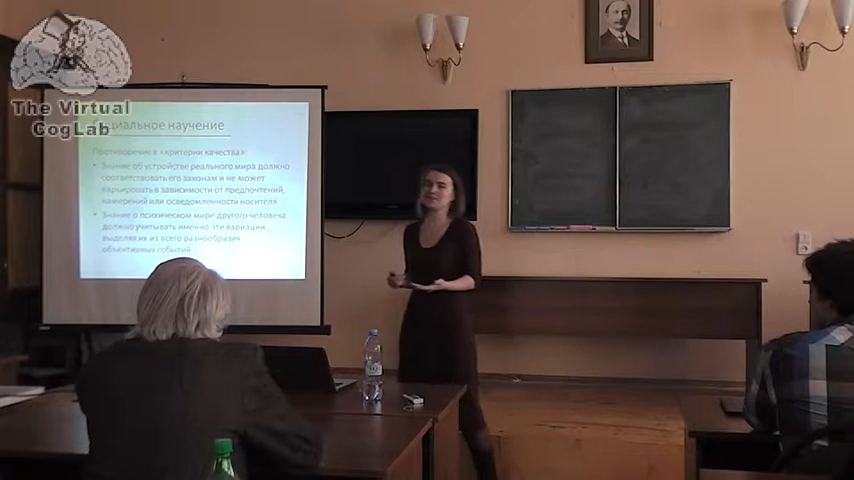 The Virtual
CogLab
Социальное научение
Противоречие в «критерии качества»:
• Знание об устройстве реального мира должно
соответствовать его законам и не может
варьировать в зависимости от предпочтений,
намерений или осведомленности носителя
• Знание о психическом мире другого человека
должно учитывать именно эти вариации,
выделяя их из всего разнообразия
объективных событий